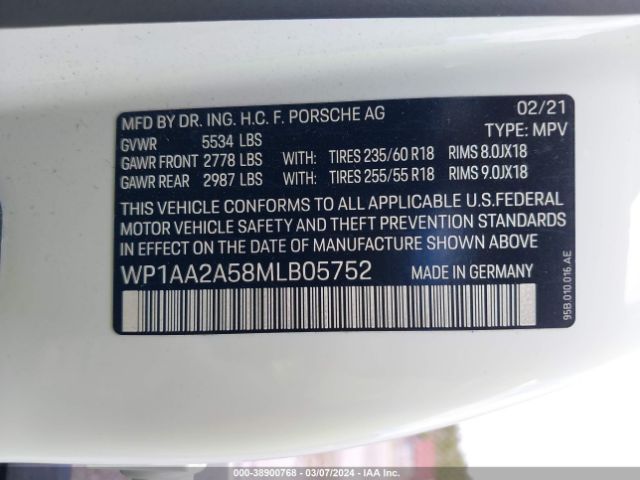 MFD BY DR. ING. H.C. F. PORSCHE AG 02/21
GVWR 5534 LBS TYPE: MPV
GAWR FRONT 2778 LBS WITH: TIRES 235/60 R18 RIMS 8.0JX18
GAWR REAR 2987 LBS WITH: TIRES 255/55 R18 RIMS 9.0JX18
THIS VEHICLE CONFORMS TO ALL APPLICABLE U.S.FEDERAL
MOTOR VEHICLE SAFETY AND THEFT PREVENTION STANDARDS
IN EFFECT ON THE DATE OF MANUFACTURE SHOWN ABOVE
WP1AA2A58MLB05752 MADE IN GERMANY
95B.010.016.AE
000-38900768 - 03/07/2024 - IAA Inc.